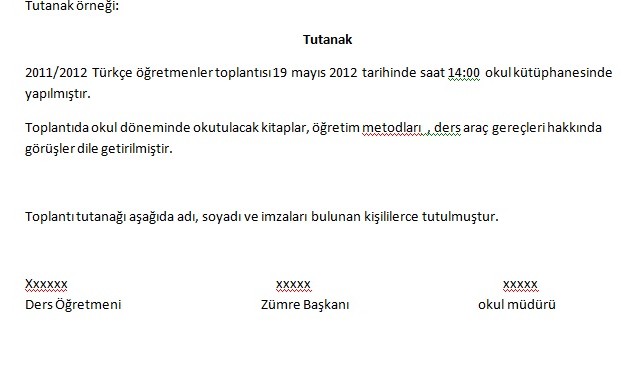 Tutanak örneği:
Tutanak
2011/2012 Türkçe öğretmenler toplantısı 19 mayıs 2012 tarihinde saat 14:00 okul kütüphanesinde
yapılmıştır.
Toplantıda okul döneminde okutulacak kitaplar, öğretim metodları , ders araç gereçleri hakkında
görüşler dile getirilmiştir.
Toplantı tutanağı aşağıda adı, soyadı ve imzaları bulunan kişililerce tutulmuştur.
Xxxxxx xxxxx xxxxx
Ders Öğretmeni Zümre Başkanı okul müdürü